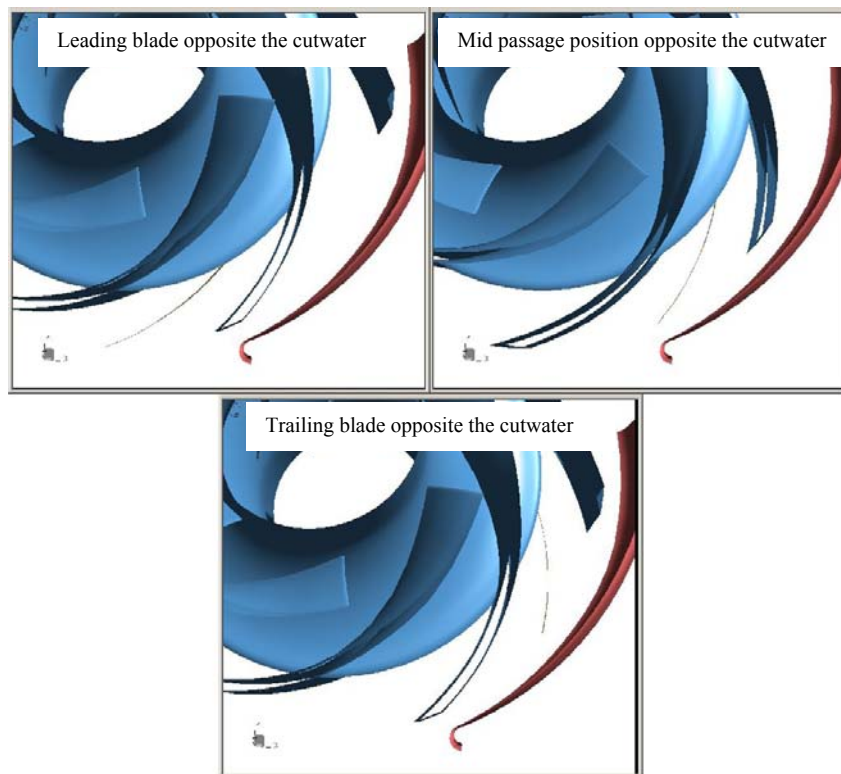 Leading blade opposite the cutwater
Mid passage position opposite the cutwater
Trailing blade opposite the cutwater